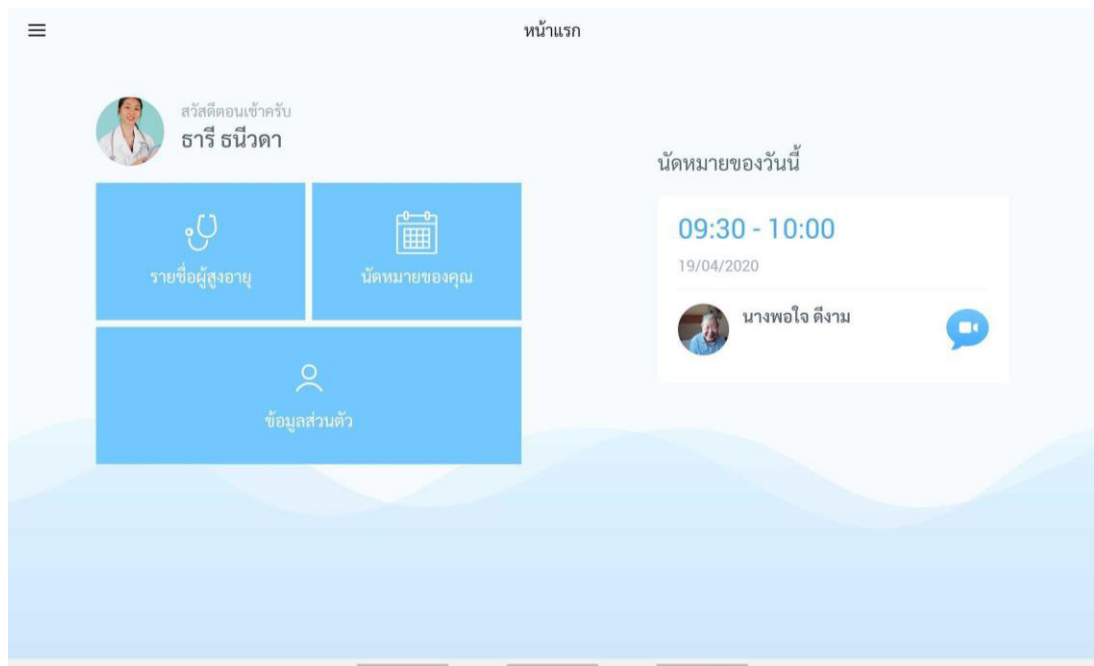 หน้าแรก
สวัสดีตอนเช้าครับ
ธารี ธนีวดา
รายชื่อผู้สูงอายุ
นัดหมายของคุณ
ข้อมูลส่วนตัว
นัดหมายของวันนี้
09:30 - 10:00
19/04/2020
นางพอใจ ดีงาม